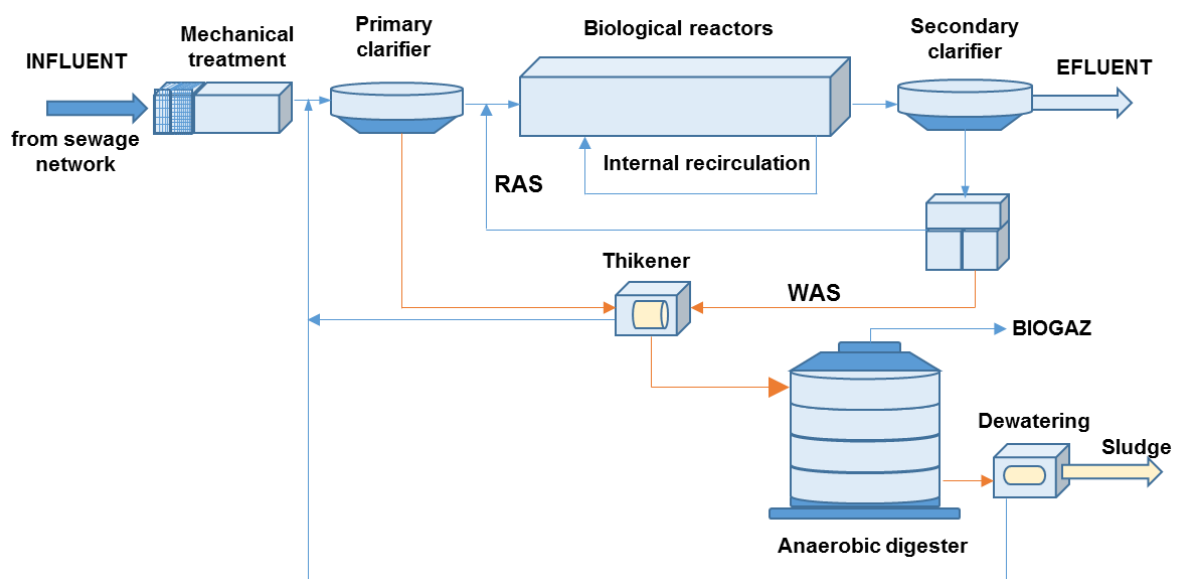 Primary
clarifier
Biological reactors
Secondary
clarifier
Mechanical
treatment
INFLUENT
from sewage
network
EFLUENT
Internal recirculation
RAS
Thikener
WAS
BIOGAZ
Dewatering
Sludge
Anaerobic digester